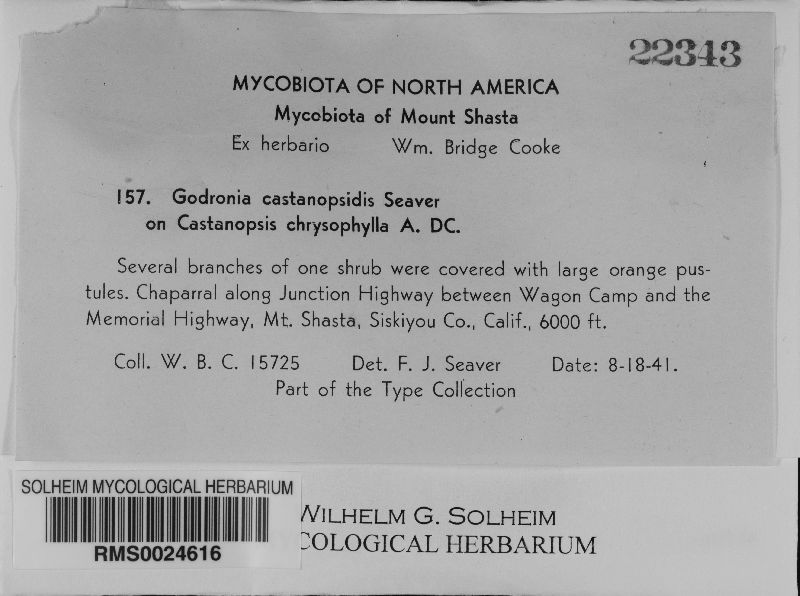 22343
MYCOBIOTA OF NORTH AMERICA
Mycobiota of Mount Shasta
Ex herbario Wm. Bridge Cooke
157. Godronia castanopsidis Seaver
on Castanopsis chrysophylla A. DC.
Several branches of one shrub were covered with large orange pus-
tules. Chaparral along Junction Highway between Wagon Camp and the
Memorial Highway, Mt. Shasta, Siskiyou Co., Calif., 6000 ft.
Coll. W. B. C. 15725 Det. F. J. Seaver Date: 8-18-41.
Part of the Type Collection
SOLHEIM MYCOLOGICAL HERBARIUM
RMS0024616
WILHELM G. SOLHEIM
COLOGICAL HERBARIUM